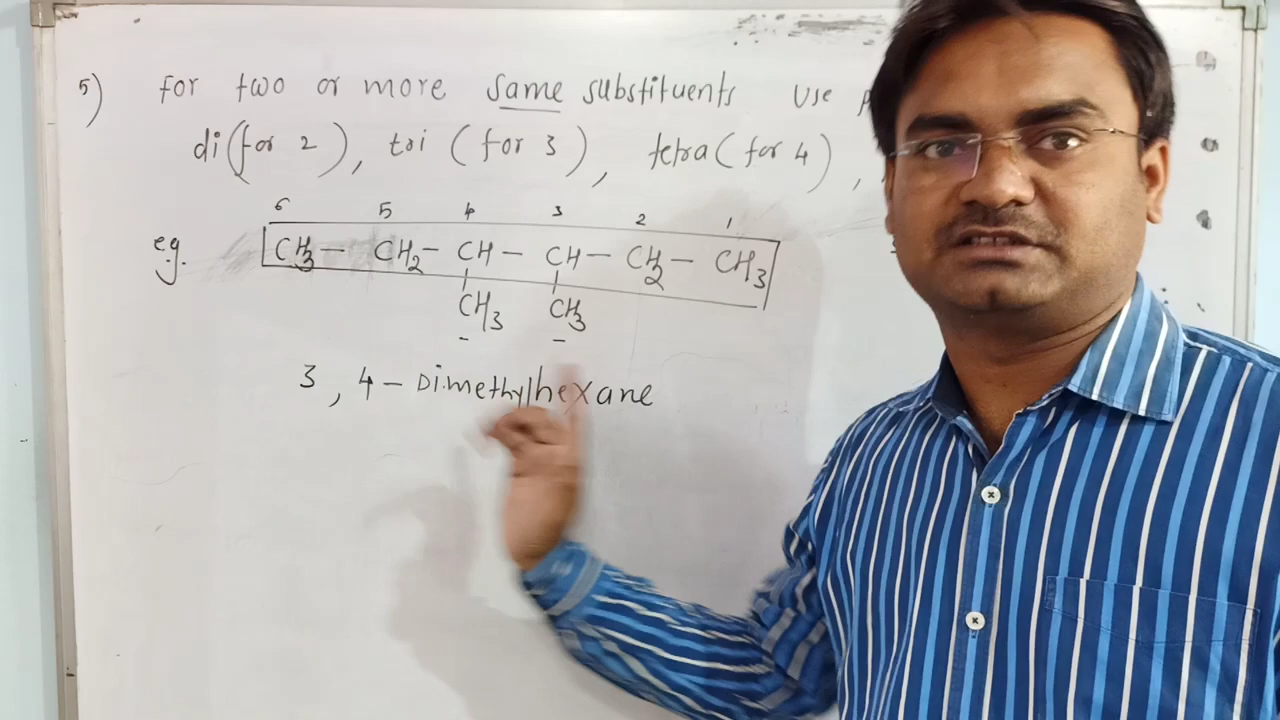 5) For two or more same substituents use
di(for 2), tri (for 3), tetra(for 4),
6 5 4 3 2 1
e.g. CH3 — CH2 — CH — CH — CH2 — CH3
CH3 CH3
3, 4 – Dimethylhexane